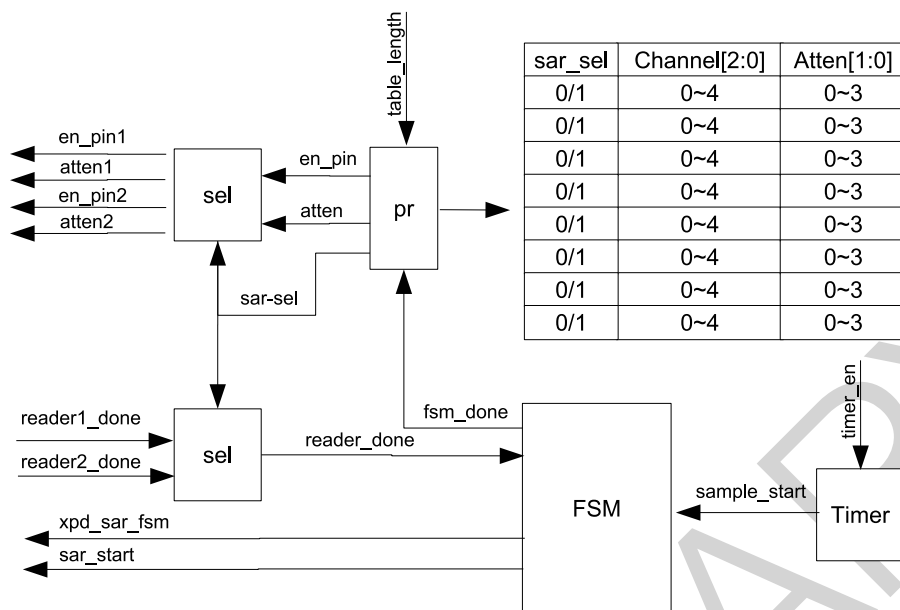 table_length
sar_sel Channel[2:0] Atten[1:0]
0/1 0~4 0~3
0/1 0~4 0~3
0/1 0~4 0~3
0/1 0~4 0~3
0/1 0~4 0~3
0/1 0~4 0~3
0/1 0~4 0~3
0/1 0~4 0~3
en_pin1
atten1
en_pin2
atten2
sel
en_pin
atten
pr
sar-sel
reader1_done
reader2_done
sel
reader_done
fsm_done
timer_en
xpd_sar_fsm
sar_start
FSM
sample_start
Timer